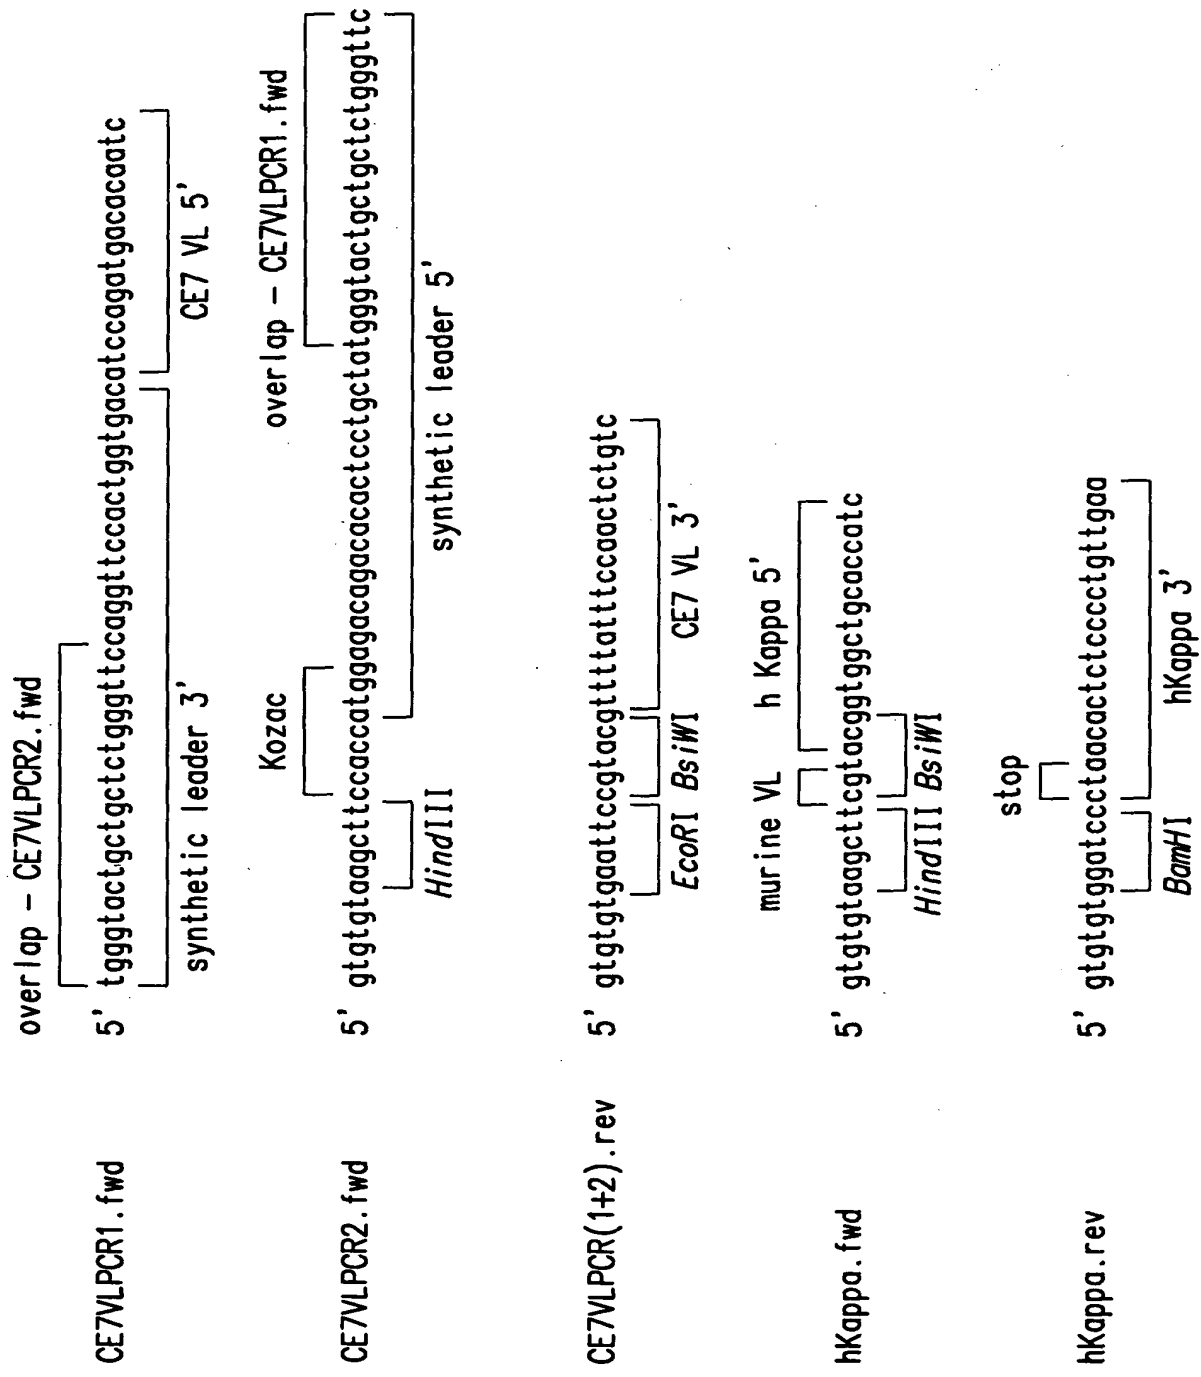 overlap – CE7VLPCR2.fwd
CE7VLPCR1.fwd 5' tgggtactgctgctctgggttccaggttccactggtgacatccagatgacacaatc
synthetic leader 3' CE7 VL 5'
Kozac overlap – CE7VLPCR1.fwd
CE7VLPCR2.fwd 5' gtgtgtaagcttccaccatggagacagacacactcctgctatgggtactgctgctctgggttc
HindIII synthetic leader 5'
CE7VLPCR(1+2).rev 5' gtgtgtgaattccgtacgttttatttccaactctgtc
EcoRI BsiWI CE7 VL 3'
murine VL h Kappa 5'
hKappa.fwd 5' gtgtgtaagcttcgtacggtggctgcaccatc
HindIII BsiWI
stop
hKappa.rev 5' gtgtgtggatccctaacactctcccctgttgaa
BamHI hKappa 3'